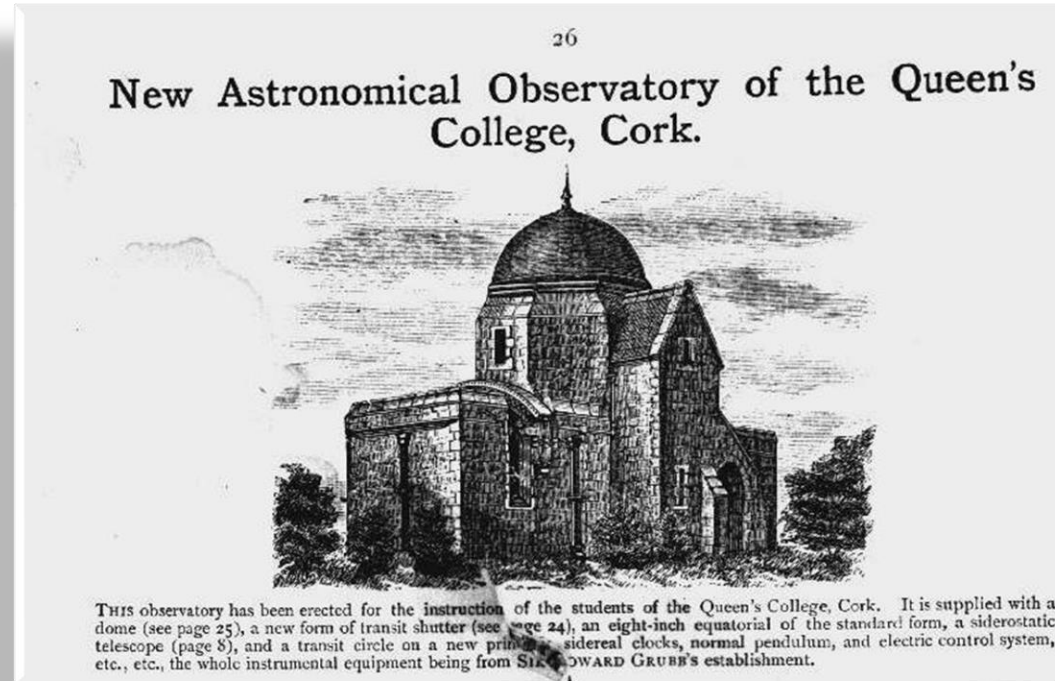 26
New Astronomical Observatory of the Queen's
College, Cork.
THIS observatory has been erected for the instruction of the students of the Queen's College, Cork. It is supplied with a
dome (see page 25), a new form of transit shutter (see 24), an eight-inch equatorial of the standard form, a siderostatic
telescope (page 8), and a transit circle on a new sidereal clocks, normal pendulum, and electric control system,
etc., etc., the whole instrumental equipment being from GRUBB'S establishment.